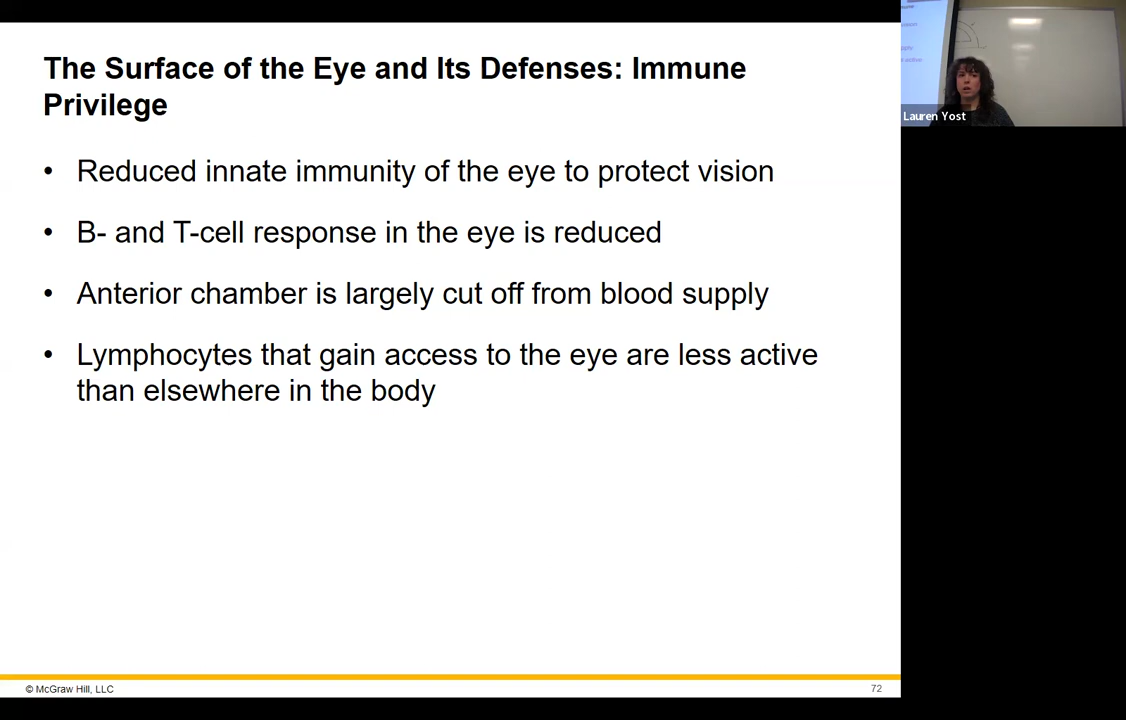 The Surface of the Eye and Its Defenses: Immune
Privilege
• Reduced innate immunity of the eye to protect vision
• B- and T-cell response in the eye is reduced
• Anterior chamber is largely cut off from blood supply
• Lymphocytes that gain access to the eye are less active
than elsewhere in the body
© McGraw Hill, LLC
72
Lauren Yost